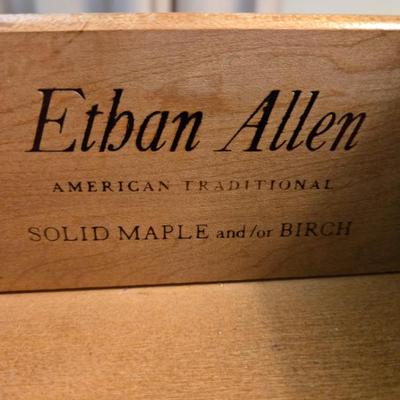 Ethan Allen
AMERICAN TRADITIONAL
SOLID MAPLE and/or BIRCH